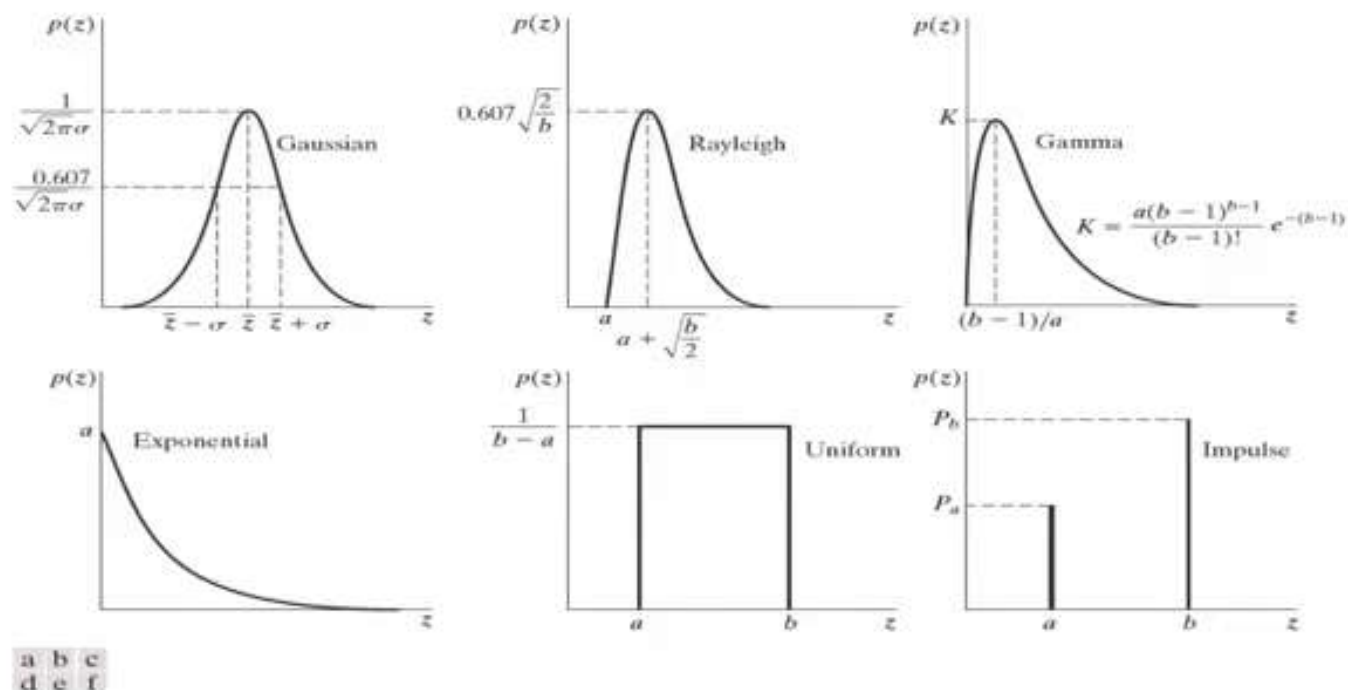 p(z)
1/√2πσ
0.607/√2πσ
Gaussian
z̄ − σ z̄ z̄ + σ z
p(z)
0.607 √2/b
Rayleigh
a z
a + √b/2
p(z)
K
Gamma
K = a(b − 1)^{b−1}/(b − 1)! e^{−(b−1)}
(b − 1)/a z
p(z)
a
Exponential
z
p(z)
1/b − a
Uniform
a b z
p(z)
P_b
Impulse
P_a
a b z
a b c
d e f